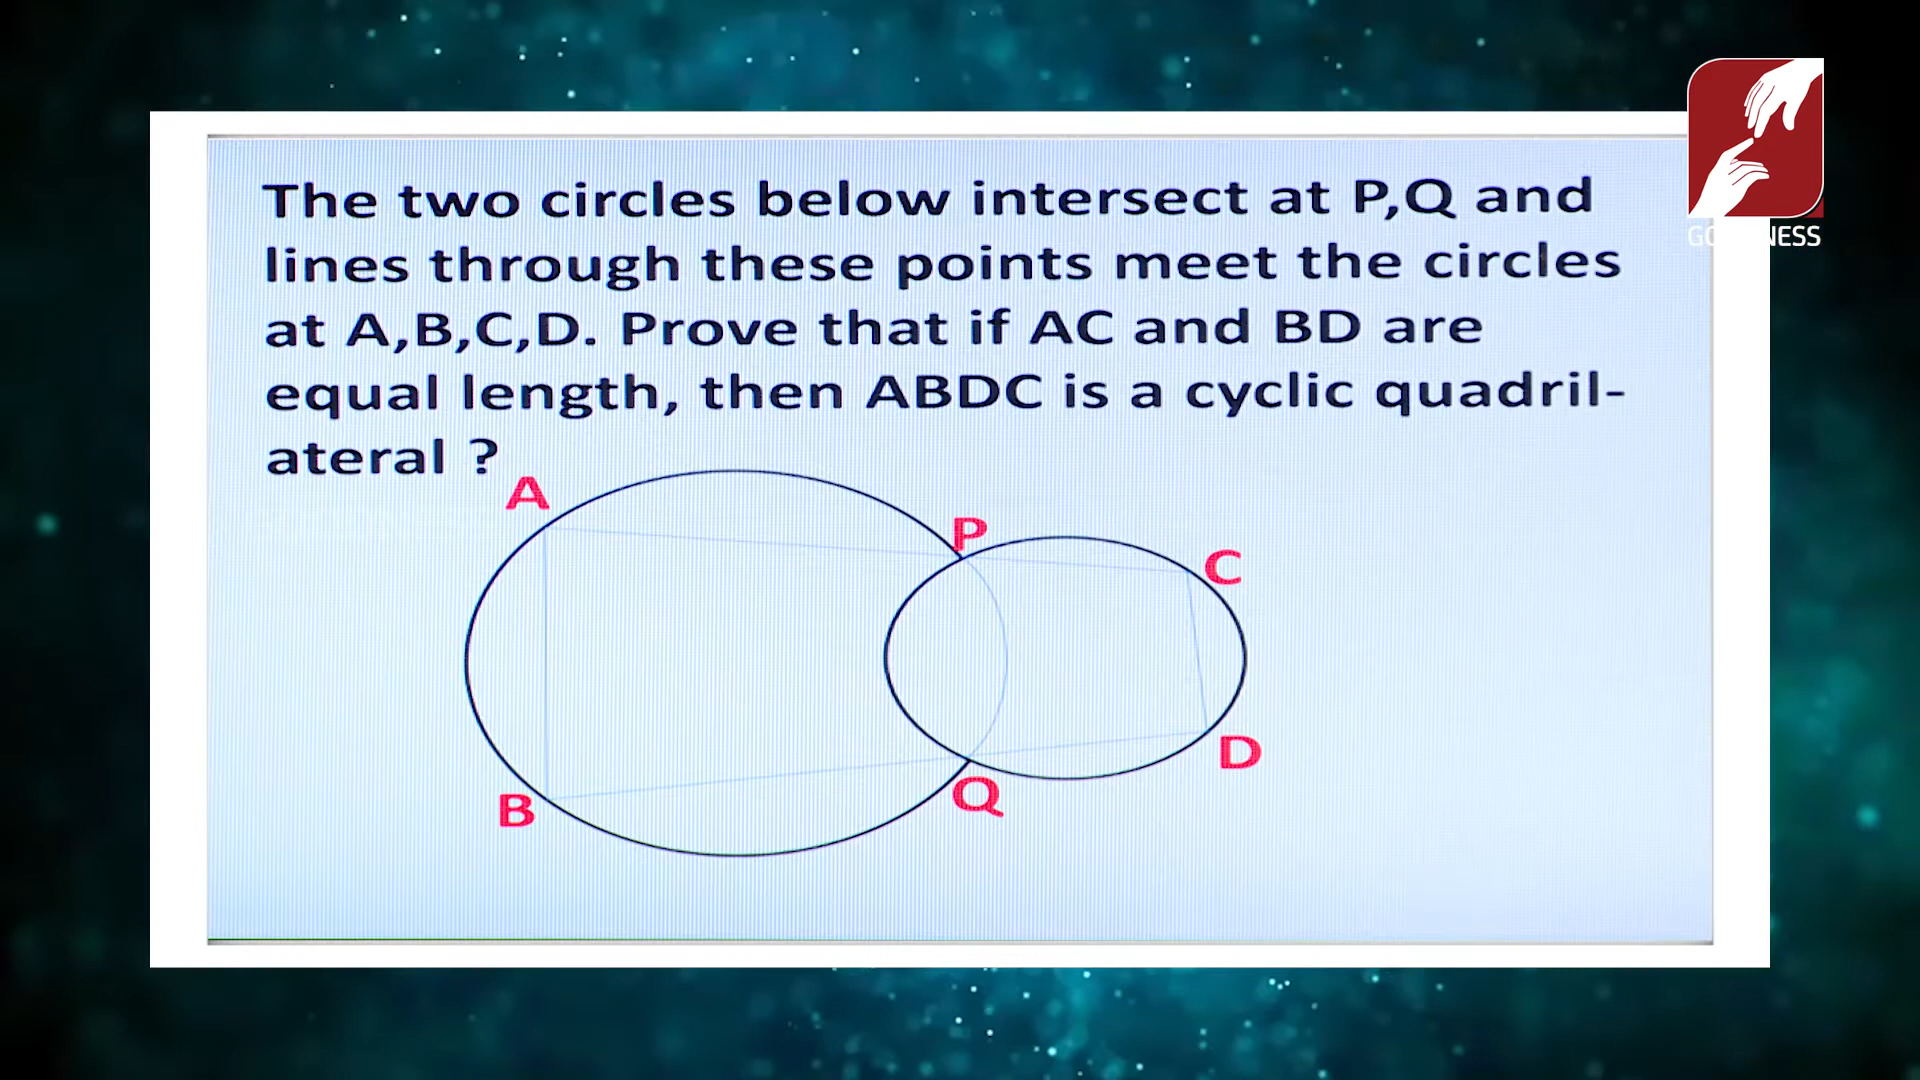 The two circles below intersect at P,Q and
lines through these points meet the circles
at A,B,C,D. Prove that if AC and BD are
equal length, then ABDC is a cyclic quadril-
ateral ?
A
P
C
D
B
Q